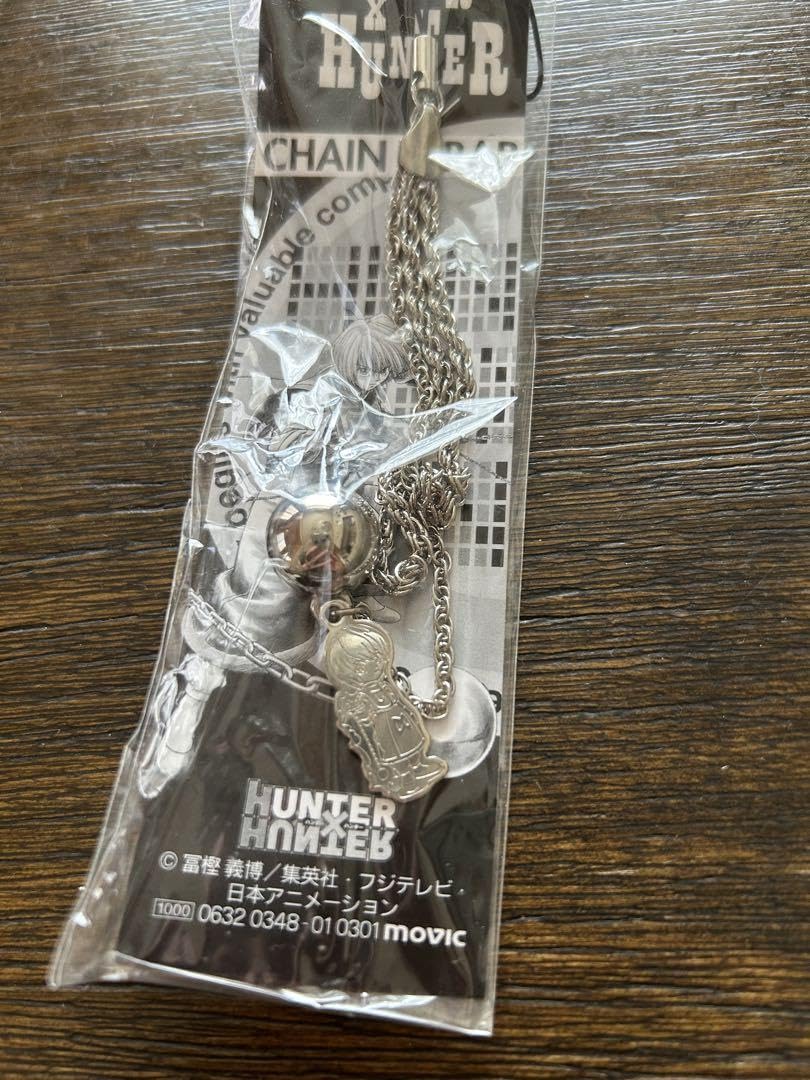 HUNTER
CHAIN
valuable
HUNTER
×
HUNTER
© 冨樫 義博／集英社・フジテレビ・
日本アニメーション
1000 0632 0348-01 0301 movic